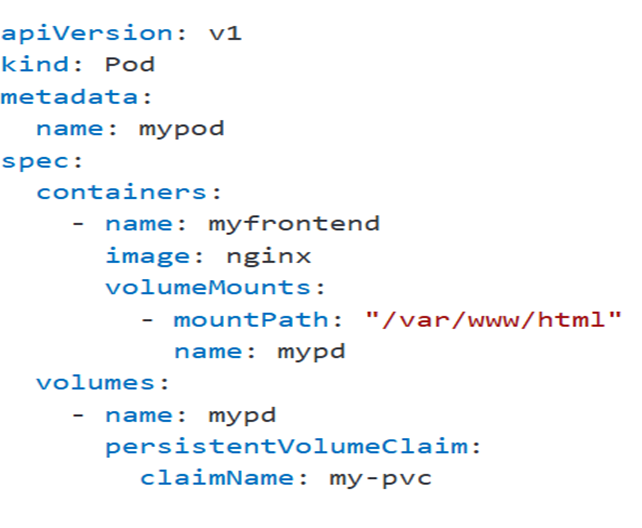 apiVersion: v1
kind: Pod
metadata:
  name: mypod
spec:
  containers:
    - name: myfrontend
      image: nginx
      volumeMounts:
        - mountPath: "/var/www/html"
          name: mypd
  volumes:
    - name: mypd
      persistentVolumeClaim:
        claimName: my-pvc